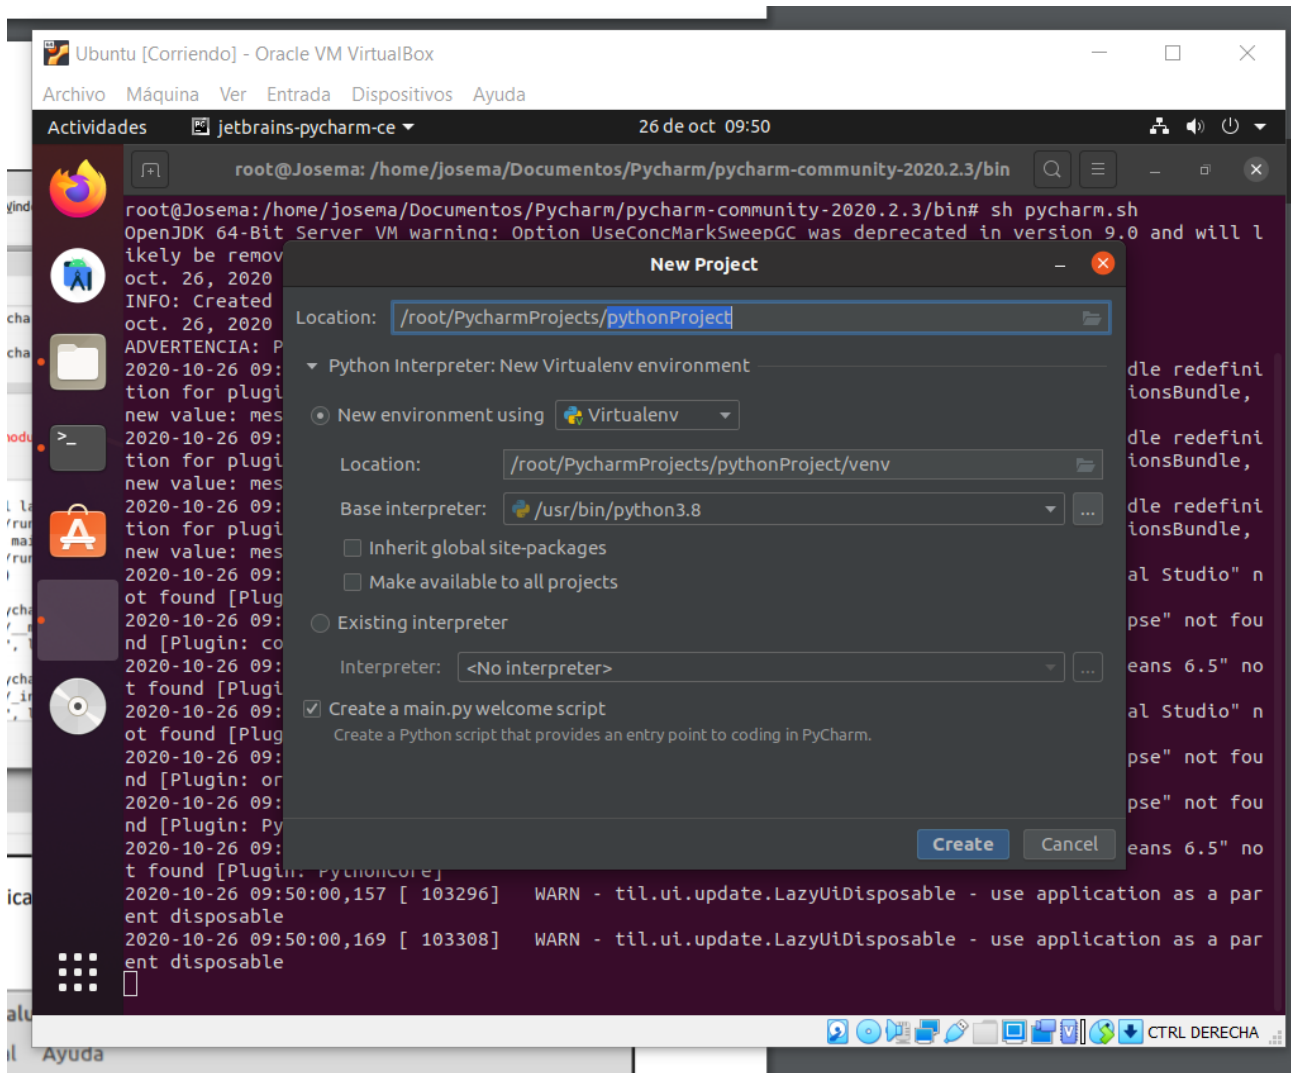 Ubuntu [Corriendo] - Oracle VM VirtualBox
Archivo Máquina Ver Entrada Dispositivos Ayuda
Actividades jetbrains-pycharm-ce 26 de oct 09:50
root@Josema: /home/josema/Documentos/Pycharm/pycharm-community-2020.2.3/bin
root@Josema:/home/josema/Documentos/Pycharm/pycharm-community-2020.2.3/bin# sh pycharm.sh
OpenJDK 64-Bit Server VM warning: Option UseConcMarkSweepGC was deprecated in version 9.0 and will l
ikely be remov
oct. 26, 2020
INFO: Created
oct. 26, 2020
ADVERTENCIA: P
2020-10-26 09: dle redefini
tion for plugi ionsBundle,
new value: mes
2020-10-26 09: dle redefini
tion for plugi ionsBundle,
new value: mes
2020-10-26 09: dle redefini
tion for plugi ionsBundle,
new value: mes
2020-10-26 09: al Studio" n
ot found [Plug
2020-10-26 09: pse" not fou
nd [Plugin: co
2020-10-26 09: eans 6.5" no
t found [Plugi
2020-10-26 09: al Studio" n
ot found [Plug
2020-10-26 09: pse" not fou
nd [Plugin: or
2020-10-26 09: pse" not fou
nd [Plugin: Py
2020-10-26 09: eans 6.5" no
t found [Plugin: PythonCore]
2020-10-26 09:50:00,157 [ 103296] WARN - til.ui.update.LazyUiDisposable - use application as a par
ent disposable
2020-10-26 09:50:00,169 [ 103308] WARN - til.ui.update.LazyUiDisposable - use application as a par
ent disposable
New Project
Location: /root/PycharmProjects/pythonProject
Python Interpreter: New Virtualenv environment
New environment using Virtualenv
Location: /root/PycharmProjects/pythonProject/venv
Base interpreter: /usr/bin/python3.8 ...
Inherit global site-packages
Make available to all projects
Existing interpreter
Interpreter: <No interpreter> ...
Create a main.py welcome script
Create a Python script that provides an entry point to coding in PyCharm.
Create Cancel
CTRL DERECHA
Ayuda